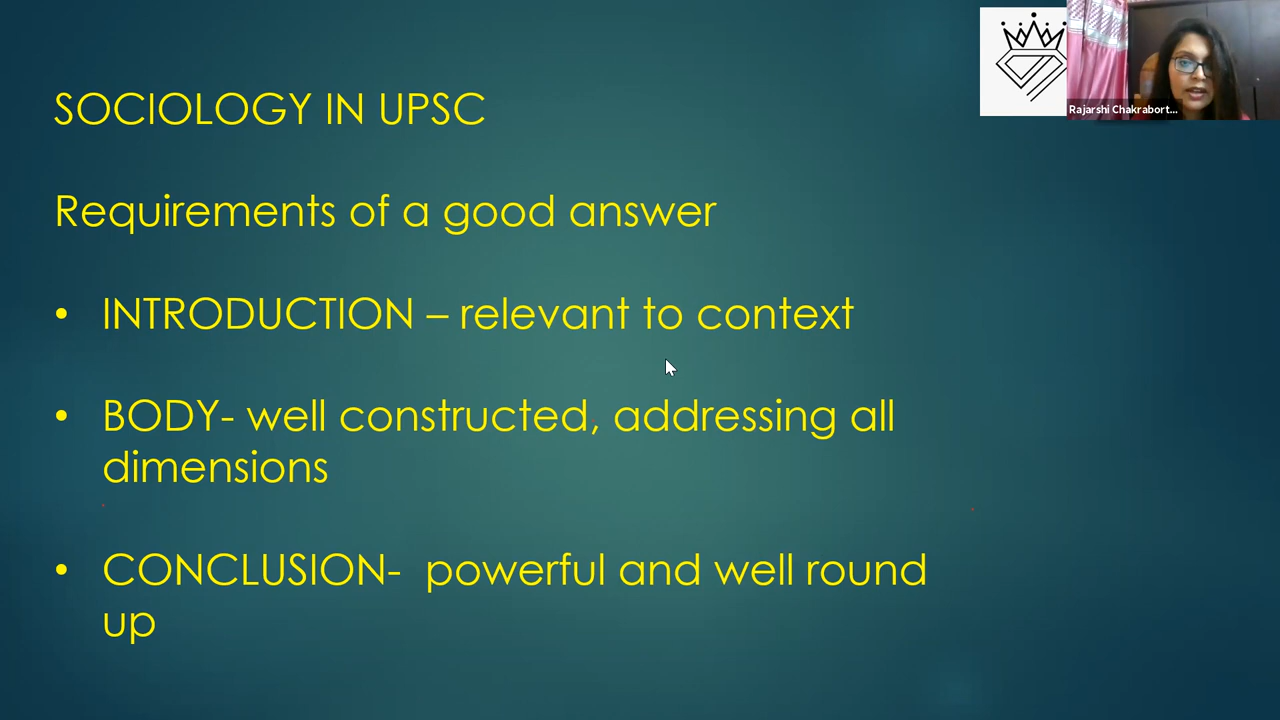 SOCIOLOGY IN UPSC
Requirements of a good answer
• INTRODUCTION – relevant to context
• BODY- well constructed, addressing all
dimensions
• CONCLUSION- powerful and well round
up
Rajarshi Chakrabort...